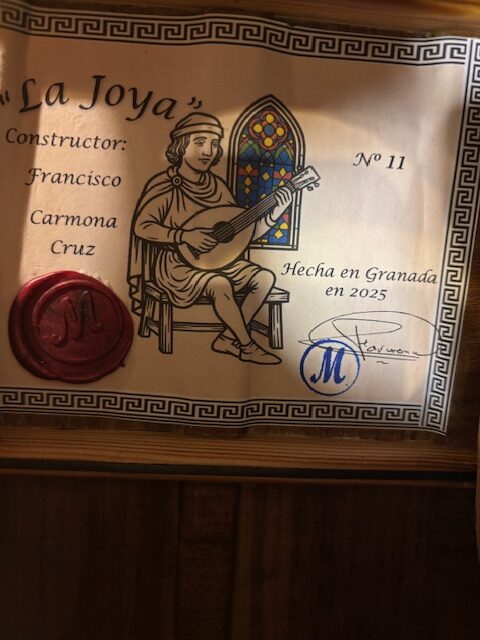 "La Joya"
Constructor:
Francisco
Carmona
Cruz
Nº 11
Hecha en Granada
en 2025
M
M